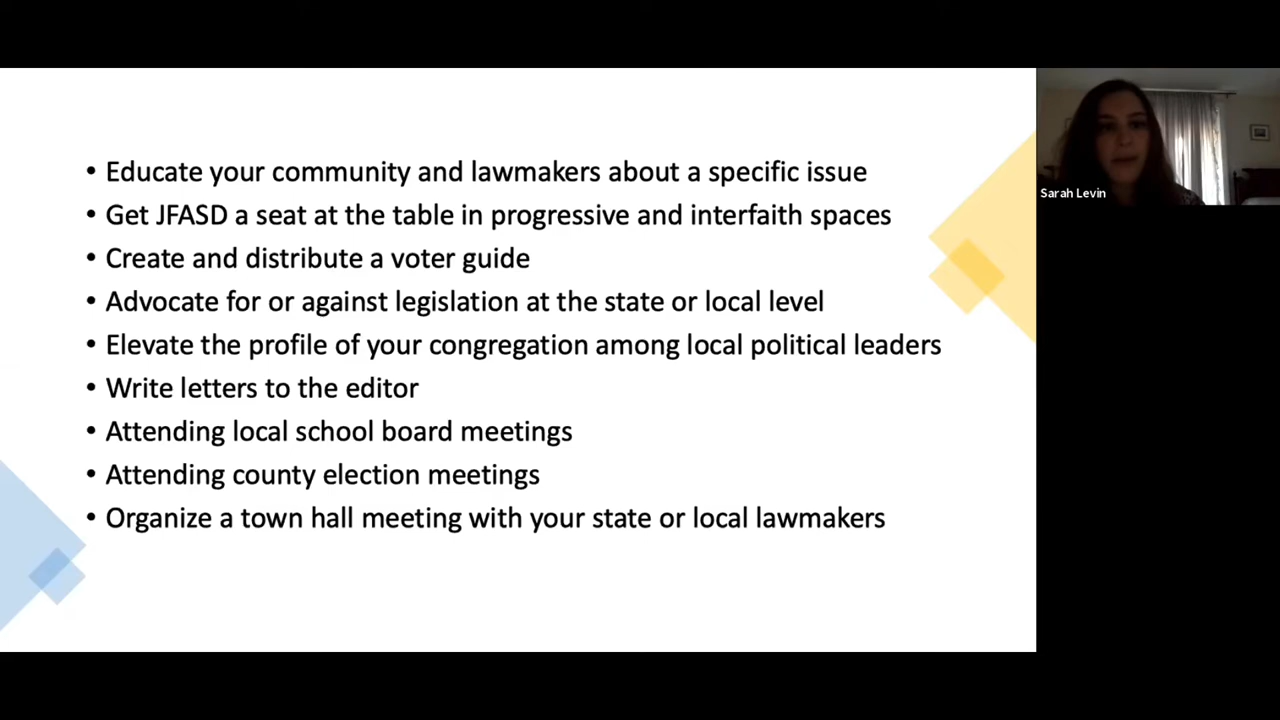 • Educate your community and lawmakers about a specific issue
• Get JFASD a seat at the table in progressive and interfaith spaces
• Create and distribute a voter guide
• Advocate for or against legislation at the state or local level
• Elevate the profile of your congregation among local political leaders
• Write letters to the editor
• Attending local school board meetings
• Attending county election meetings
• Organize a town hall meeting with your state or local lawmakers
Sarah Levin